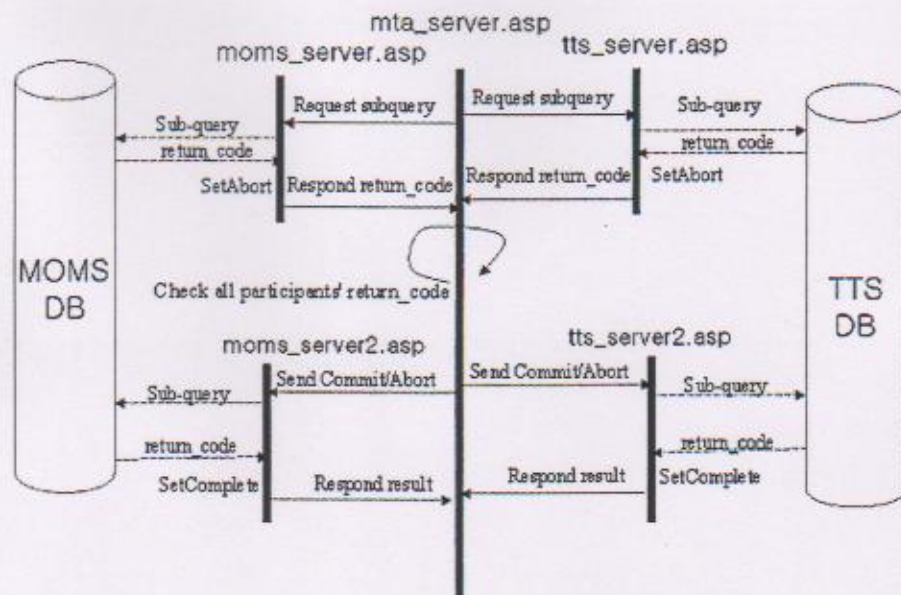 mta_server.asp
moms_server.asp
tts_server.asp
Request subquery
Request subquery
Sub-query
Sub-query
return_code
return_code
SetAbort
Respond return_code
Respond return_code
SetAbort
MOMS
DB
TTS
DB
Check all participants' return_code
moms_server2.asp
tts_server2.asp
Send Commit/Abort
Send Commit/Abort
Sub-query
Sub-query
return_code
return_code
SetComplete
Respond result
Respond result
SetComplete